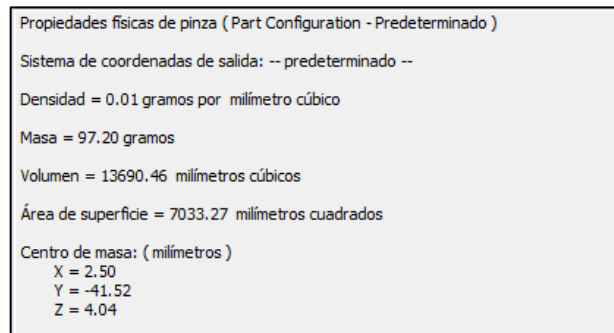 Propiedades físicas de pinza ( Part Configuration - Predeterminado )
Sistema de coordenadas de salida: -- predeterminado --
Densidad = 0.01 gramos por milímetro cúbico
Masa = 97.20 gramos
Volumen = 13690.46 milímetros cúbicos
Área de superficie = 7033.27 milímetros cuadrados
Centro de masa: ( milímetros )
X = 2.50
Y = -41.52
Z = 4.04